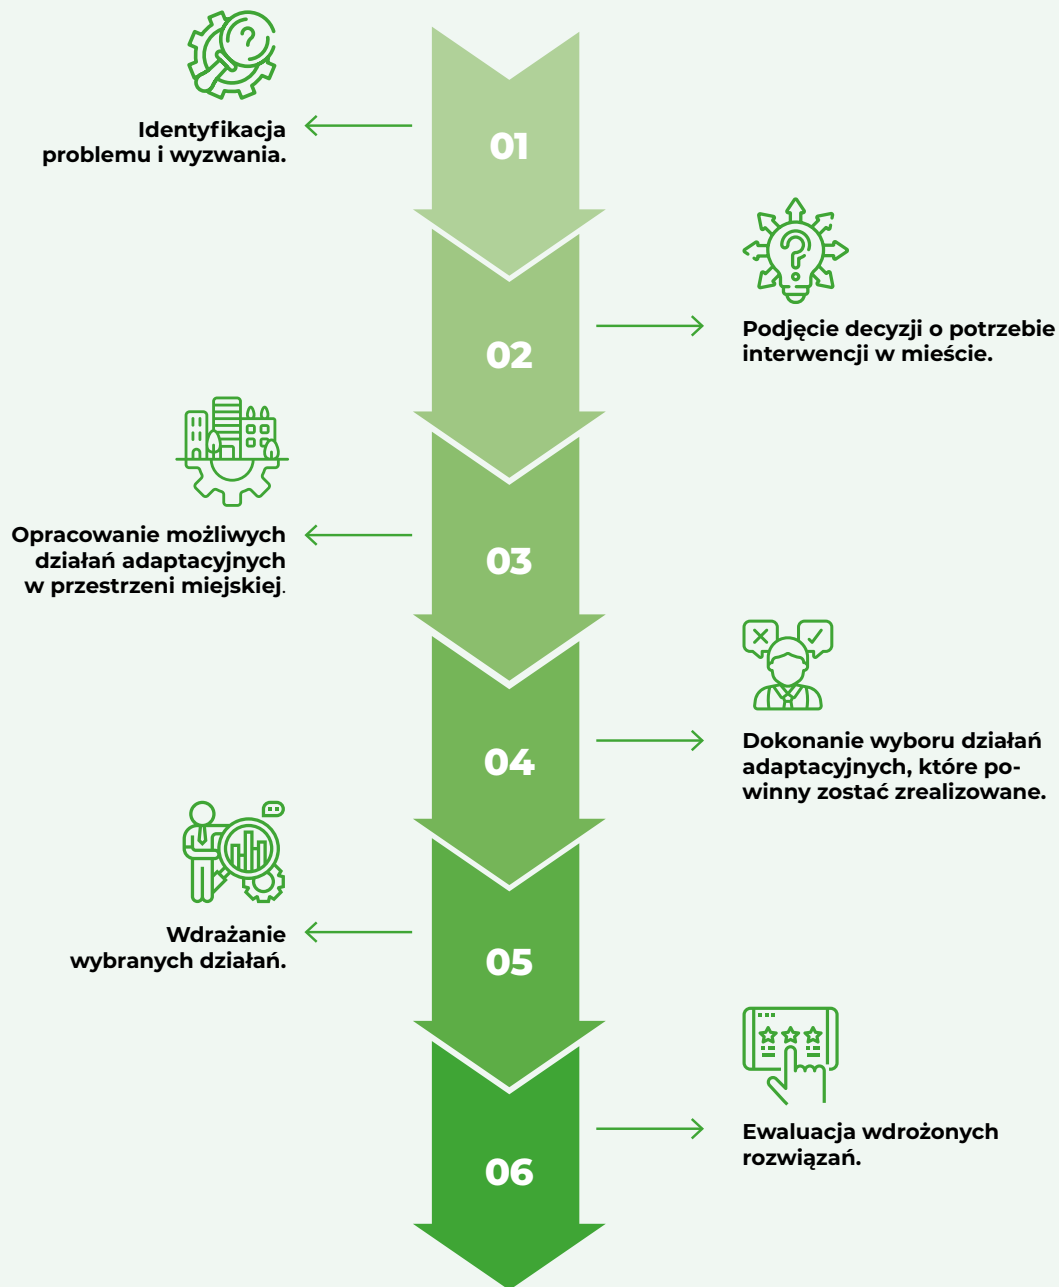 01
Identyfikacja
problemu i wyzwania.
02
Podjęcie decyzji o potrzebie
interwencji w mieście.
03
Opracowanie możliwych
działań adaptacyjnych
w przestrzeni miejskiej.
04
Dokonanie wyboru działań
adaptacyjnych, które po-
winny zostać zrealizowane.
05
Wdrażanie
wybranych działań.
06
Ewaluacja wdrożonych
rozwiązań.